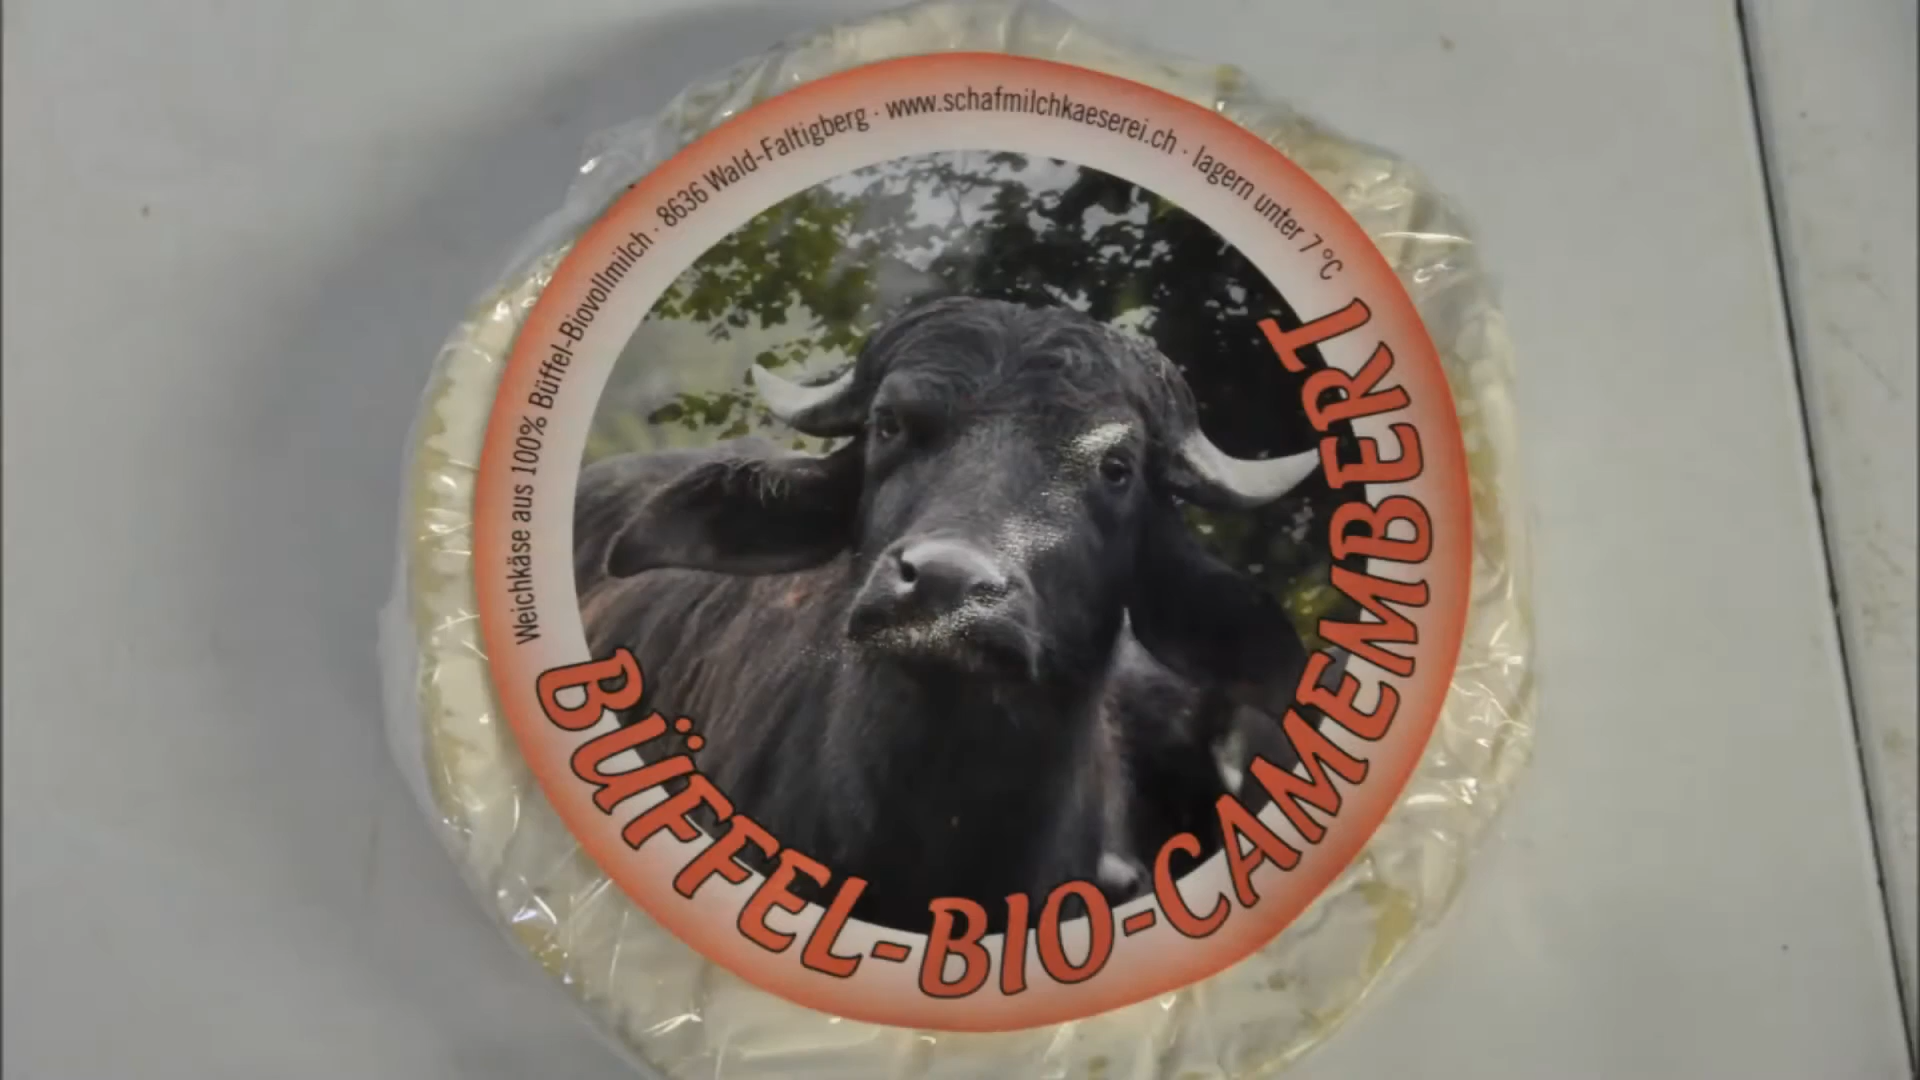 Weichkäse aus 100% Büffel-Biovollmilch · 8636 Wald-Faltigberg · www.schafmilchkaeserei.ch · lagern unter 7°C
BÜFFEL-BIO-CAMEMBERT